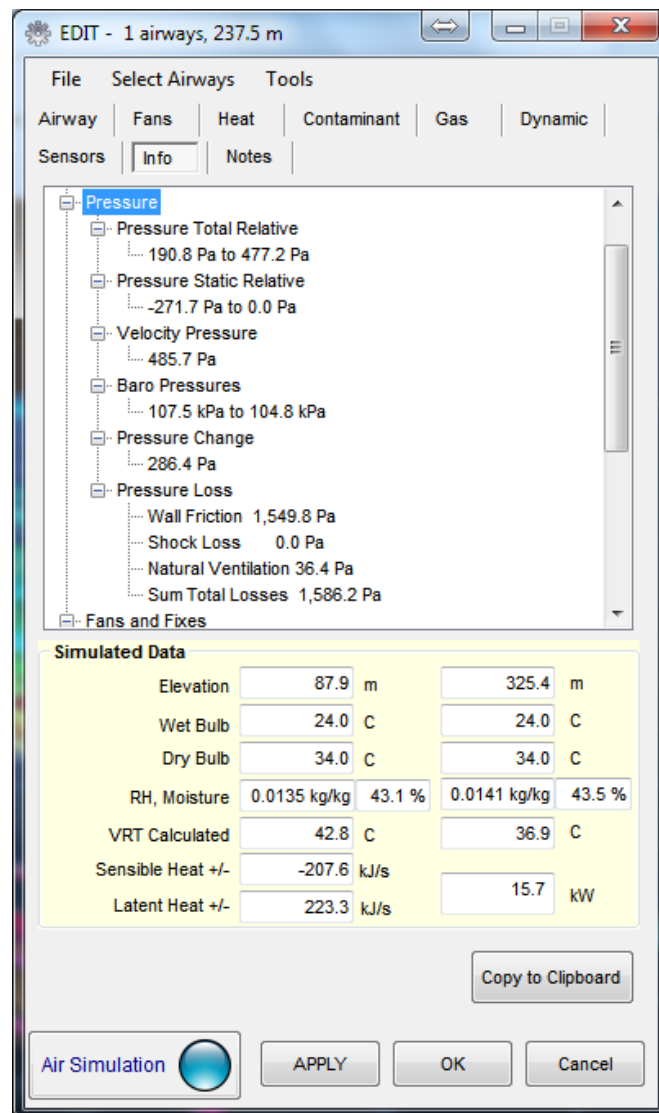 EDIT - 1 airways, 237.5 m
File Select Airways Tools
Airway Fans Heat Contaminant Gas Dynamic
Sensors Info Notes
Pressure
Pressure Total Relative
190.8 Pa to 477.2 Pa
Pressure Static Relative
-271.7 Pa to 0.0 Pa
Velocity Pressure
485.7 Pa
Baro Pressures
107.5 kPa to 104.8 kPa
Pressure Change
286.4 Pa
Pressure Loss
Wall Friction 1,549.8 Pa
Shock Loss 0.0 Pa
Natural Ventilation 36.4 Pa
Sum Total Losses 1,586.2 Pa
Fans and Fixes
Simulated Data
Elevation 87.9 m 325.4 m
Wet Bulb 24.0 C 24.0 C
Dry Bulb 34.0 C 34.0 C
RH, Moisture 0.0135 kg/kg 43.1 % 0.0141 kg/kg 43.5 %
VRT Calculated 42.8 C 36.9 C
Sensible Heat +/- -207.6 kJ/s
15.7 kW
Latent Heat +/- 223.3 kJ/s
Copy to Clipboard
Air Simulation APPLY OK Cancel